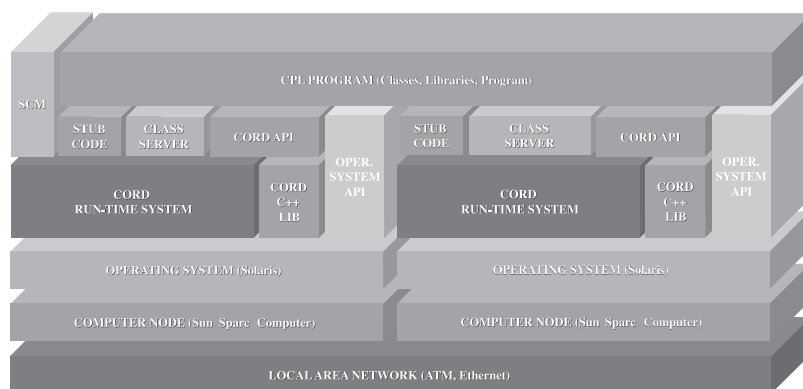 CPL PROGRAM (Classes, Libraries, Program)
SCM
STUB
CODE
CLASS
SERVER
CORD API
OPER.
SYSTEM
API
STUB
CODE
CLASS
SERVER
CORD API
OPER.
SYSTEM
API
CORD
RUN-TIME SYSTEM
CORD
C++
LIB
CORD
RUN-TIME SYSTEM
CORD
C++
LIB
OPERATING SYSTEM (Solaris)
OPERATING SYSTEM (Solaris)
COMPUTER NODE (Sun Sparc Computer)
COMPUTER NODE (Sun Sparc Computer)
LOCAL AREA NETWORK (ATM, Ethernet)